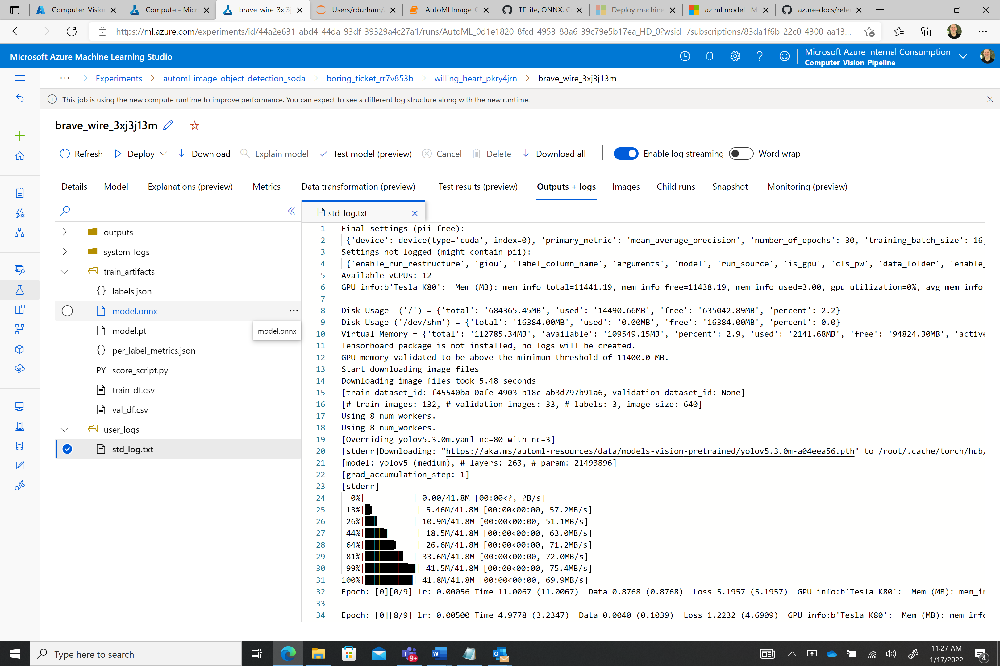 Computer_Visio
Compute - Micr
brave_wire_3xj3j
Users/rdurham/
AutoMLImage_C
TFLite, ONNX, C
Deploy machine
az ml model | M
azure-docs/refe
https://ml.azure.com/experiments/id/44a2e631-abd4-44da-93df-39329a4c27a1/runs/AutoML_0d1e1820-8fcd-4953-88a6-39c79e5b17ea_HD_0?wsid=/subscriptions/83da1f6b-22c0-4300-aa13...
Microsoft Azure Machine Learning Studio
Microsoft Azure Internal Consumption
Computer_Vision_Pipeline
... > Experiments > automl-image-object-detection_soda > boring_ticket_rr7v853b > willing_heart_pkry4jrn > brave_wire_3xj3j13m
This job is using the new compute runtime to improve performance. You can expect to see a different log structure along with the new runtime.
brave_wire_3xj3j13m
Refresh Deploy Download Explain model Test model (preview) Cancel Delete Download all Enable log streaming Word wrap
Details Model Explanations (preview) Metrics Data transformation (preview) Test results (preview) Outputs + logs Images Child runs Snapshot Monitoring (preview)
outputs
system_logs
train_artifacts
{} labels.json
model.onnx ...
model.pt
model.onnx
{} per_label_metrics.json
PY score_script.py
train_df.csv
val_df.csv
user_logs
std_log.txt
std_log.txt
1 Final settings (pii free):
2 {'device': device(type='cuda', index=0), 'primary_metric': 'mean_average_precision', 'number_of_epochs': 30, 'training_batch_size': 16,
3 Settings not logged (might contain pii):
4 {'enable_run_restructure', 'giou', 'label_column_name', 'arguments', 'model', 'run_source', 'is_gpu', 'cls_pw', 'data_folder', 'enable_
5 Available vCPUs: 12
6 GPU info:b'Tesla K80': Mem (MB): mem_info_total=11441.19, mem_info_free=11438.19, mem_info_used=3.00, gpu_utilization=0%, avg_mem_info_
7
8 Disk Usage ('/') = {'total': '684365.45MB', 'used': '14490.66MB', 'free': '635042.89MB', 'percent': 2.2}
9 Disk Usage ('/dev/shm') = {'total': '16384.00MB', 'used': '0.00MB', 'free': '16384.00MB', 'percent': 0.0}
10 Virtual Memory = {'total': '112785.34MB', 'available': '109549.15MB', 'percent': 2.9, 'used': '2141.68MB', 'free': '94824.30MB', 'active
11 Tensorboard package is not installed, no logs will be created.
12 GPU memory validated to be above the minimum threshold of 11400.0 MB.
13 Start downloading image files
14 Downloading image files took 5.48 seconds
15 [train dataset_id: f45540ba-0afe-4903-b18c-ab3d797b91a6, validation dataset_id: None]
16 [# train images: 132, # validation images: 33, # labels: 3, image size: 640]
17 Using 8 num_workers.
18 Using 8 num_workers.
19 [Overriding yolov5.3.0m.yaml nc=80 with nc=3]
20 [stderr]Downloading: "https://aka.ms/automl-resources/data/models-vision-pretrained/yolov5.3.0m-a04eea56.pth" to /root/.cache/torch/hub/
21 [model: yolov5 (medium), # layers: 263, # param: 21493896]
22 [grad_accumulation_step: 1]
23 [stderr]
24 0%| | 0.00/41.8M [00:00<?, ?B/s]
25 13%|█▎ | 5.46M/41.8M [00:00<00:00, 57.2MB/s]
26 26%|██▌ | 10.9M/41.8M [00:00<00:00, 51.1MB/s]
27 44%|████▍ | 18.5M/41.8M [00:00<00:00, 63.0MB/s]
28 64%|██████▎ | 26.6M/41.8M [00:00<00:00, 71.2MB/s]
29 81%|████████ | 33.6M/41.8M [00:00<00:00, 72.0MB/s]
30 99%|█████████▉| 41.5M/41.8M [00:00<00:00, 75.4MB/s]
31 100%|██████████| 41.8M/41.8M [00:00<00:00, 69.9MB/s]
32 Epoch: [0][0/9] lr: 0.00056 Time 11.0067 (11.0067) Data 0.8768 (0.8768) Loss 5.1957 (5.1957) GPU info:b'Tesla K80': Mem (MB): mem_in
33
34 Epoch: [0][8/9] lr: 0.00500 Time 4.9778 (3.2347) Data 0.0040 (0.1039) Loss 1.2232 (4.6909) GPU info:b'Tesla K80': Mem (MB): mem_info
Type here to search
9+
11:27 AM
1/17/2022
4